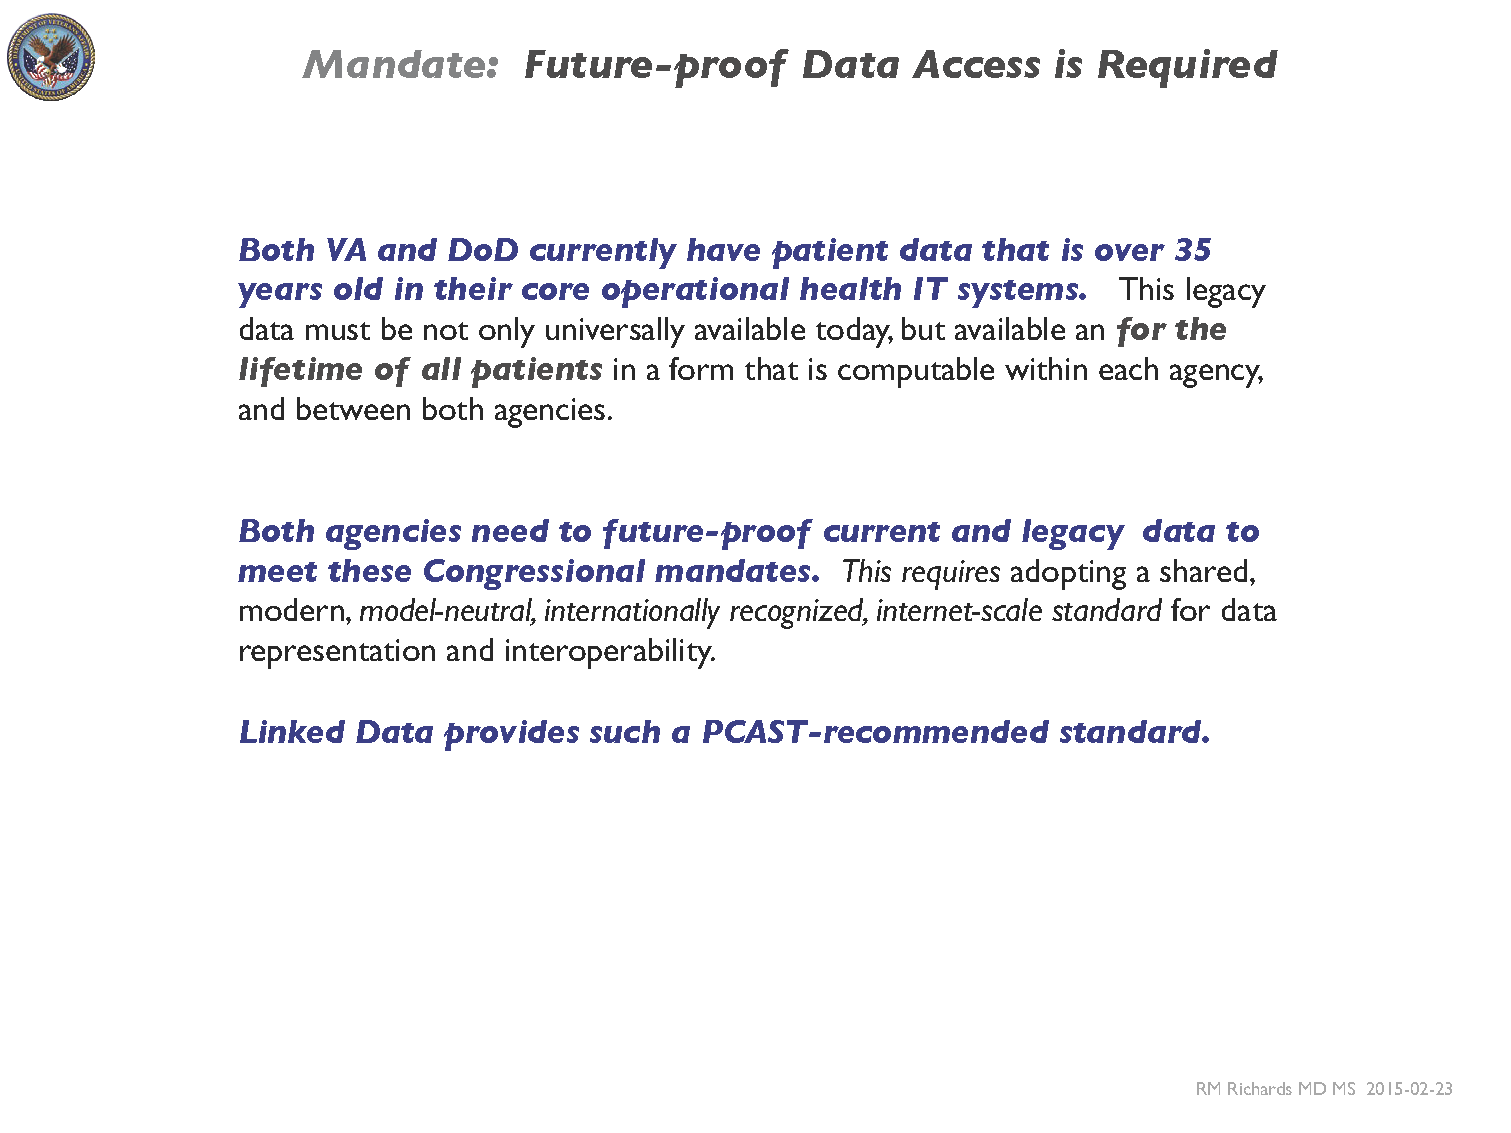 Mandate: Future-proof Data Access is Required
Both VA and DoD currently have patient data that is over 35
years old in their core operational health IT systems. This legacy
data must be not only universally available today, but available an for the
lifetime of all patients in a form that is computable within each agency,
and between both agencies.
Both agencies need to future-proof current and legacy data to
meet these Congressional mandates. This requires adopting a shared,
modern, model-neutral, internationally recognized, internet-scale standard for data
representation and interoperability.
Linked Data provides such a PCAST-recommended standard.
RM Richards MD MS 2015-02-23